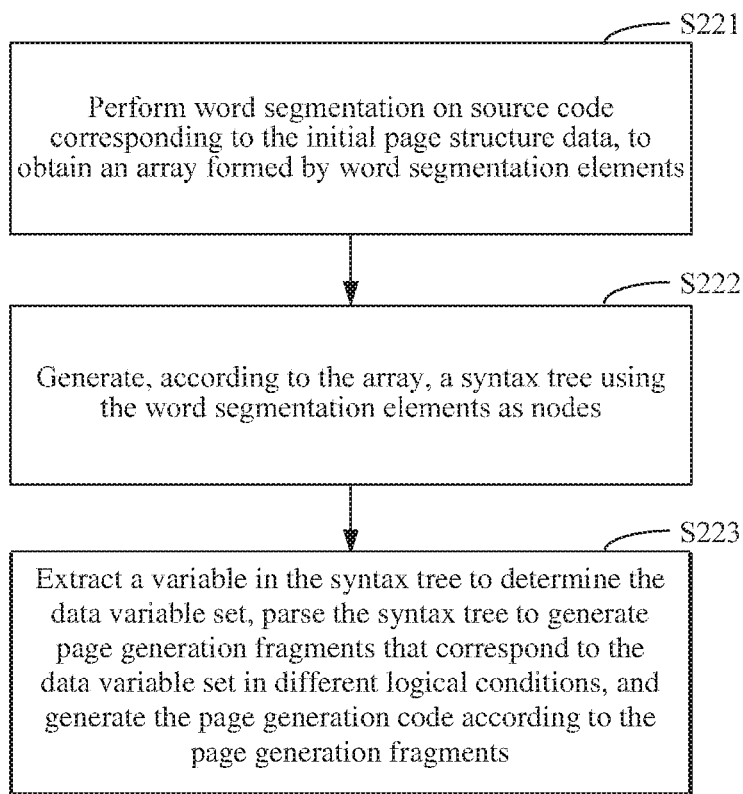 S221
Perform word segmentation on source code
corresponding to the initial page structure data, to
obtain an array formed by word segmentation elements
S222
Generate, according to the array, a syntax tree using
the word segmentation elements as nodes
S223
Extract a variable in the syntax tree to determine the
data variable set, parse the syntax tree to generate
page generation fragments that correspond to the
data variable set in different logical conditions, and
generate the page generation code according to the
page generation fragments